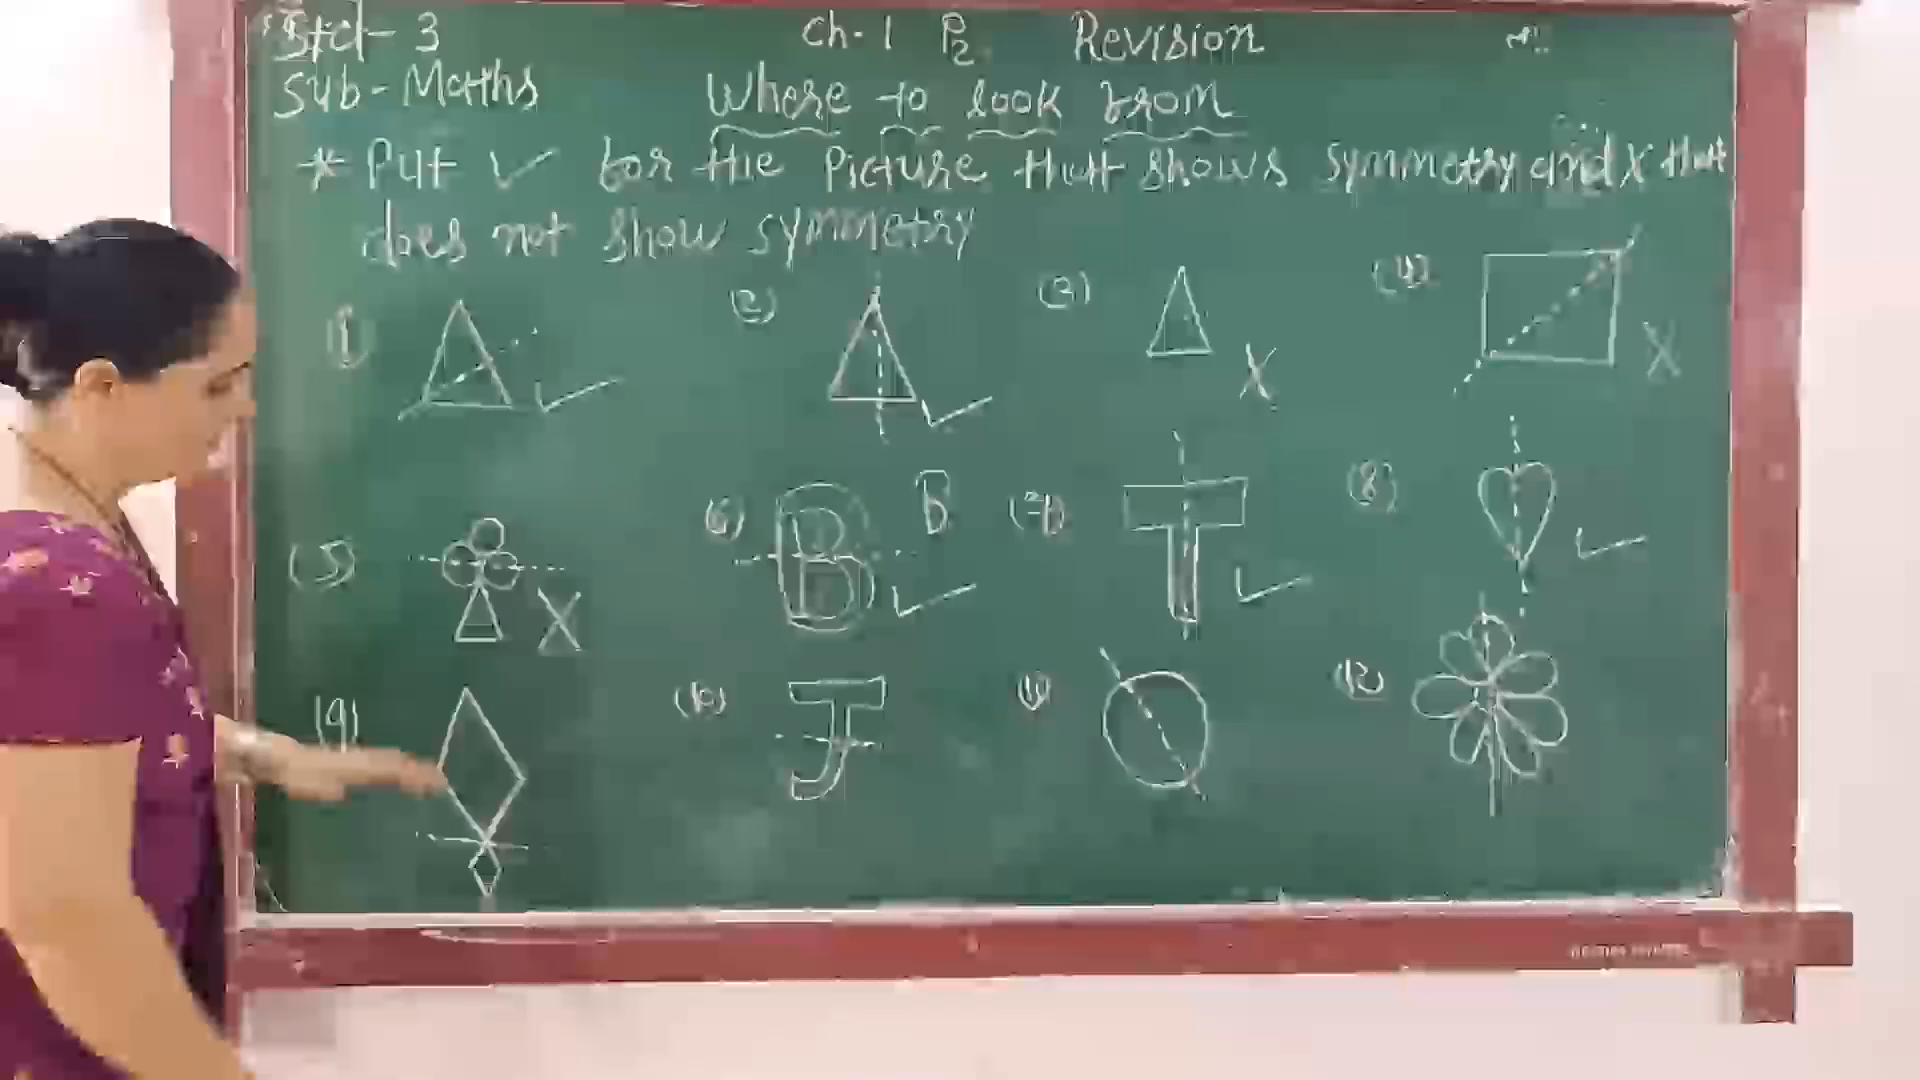 Std - 3 Ch-1 P2 Revision
Sub - Maths Where to look from
* Put ✓ for the Picture that shows symmetry and X that
does not show symmetry
(1) ✓ (2) ✓ (3) X (4) X
(5) X (6) B B ✓ (7) T ✓ (8) ✓
(9) (10) J (11) (12)